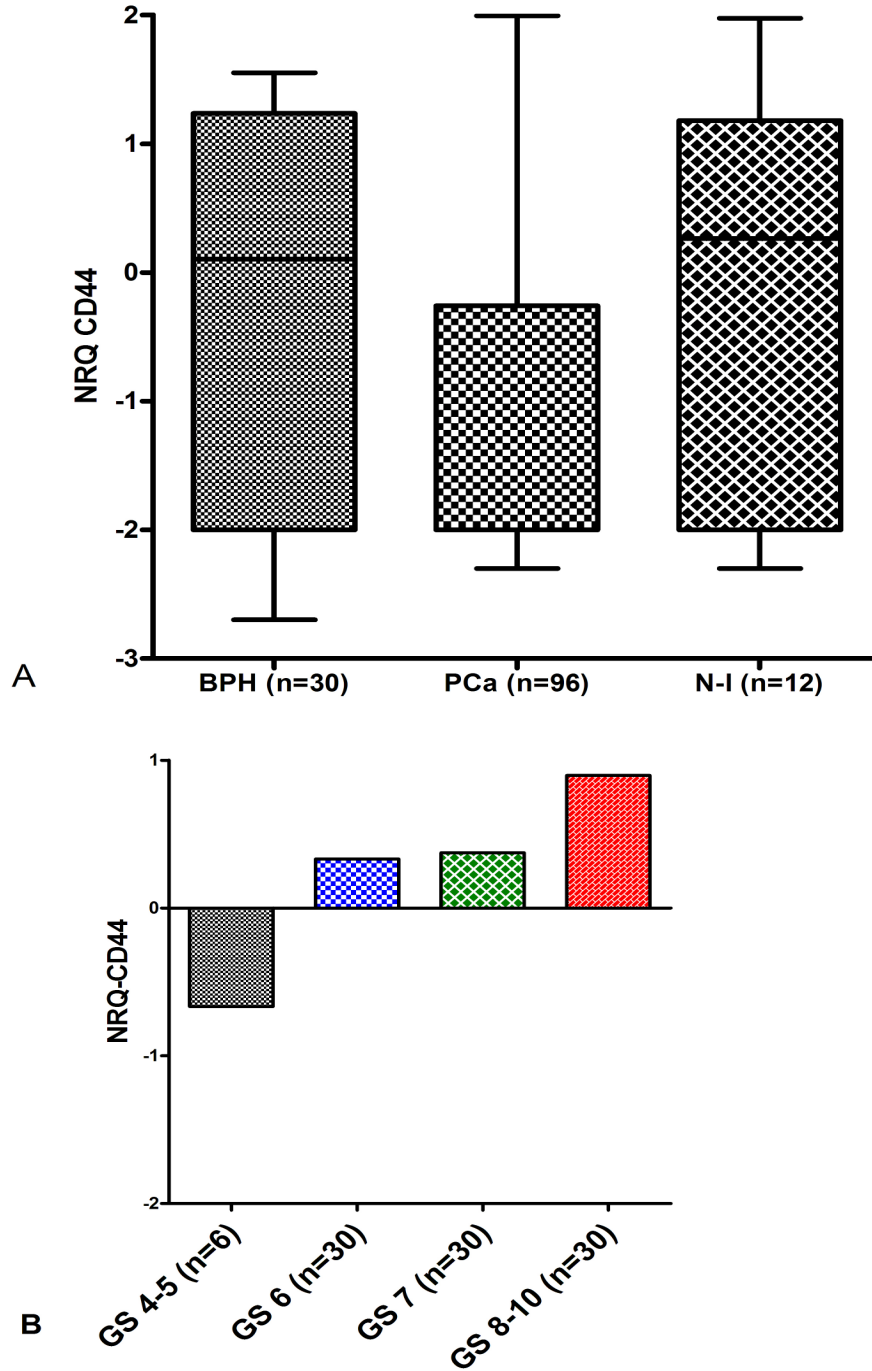 2
1
0
-1
-2
-3
NRQ CD44
BPH (n=30) PCa (n=96) N-I (n=12)
A
1
0
-1
-2
NRQ-CD44
GS 4-5 (n=6)
GS 6 (n=30)
GS 7 (n=30)
GS 8-10 (n=30)
B